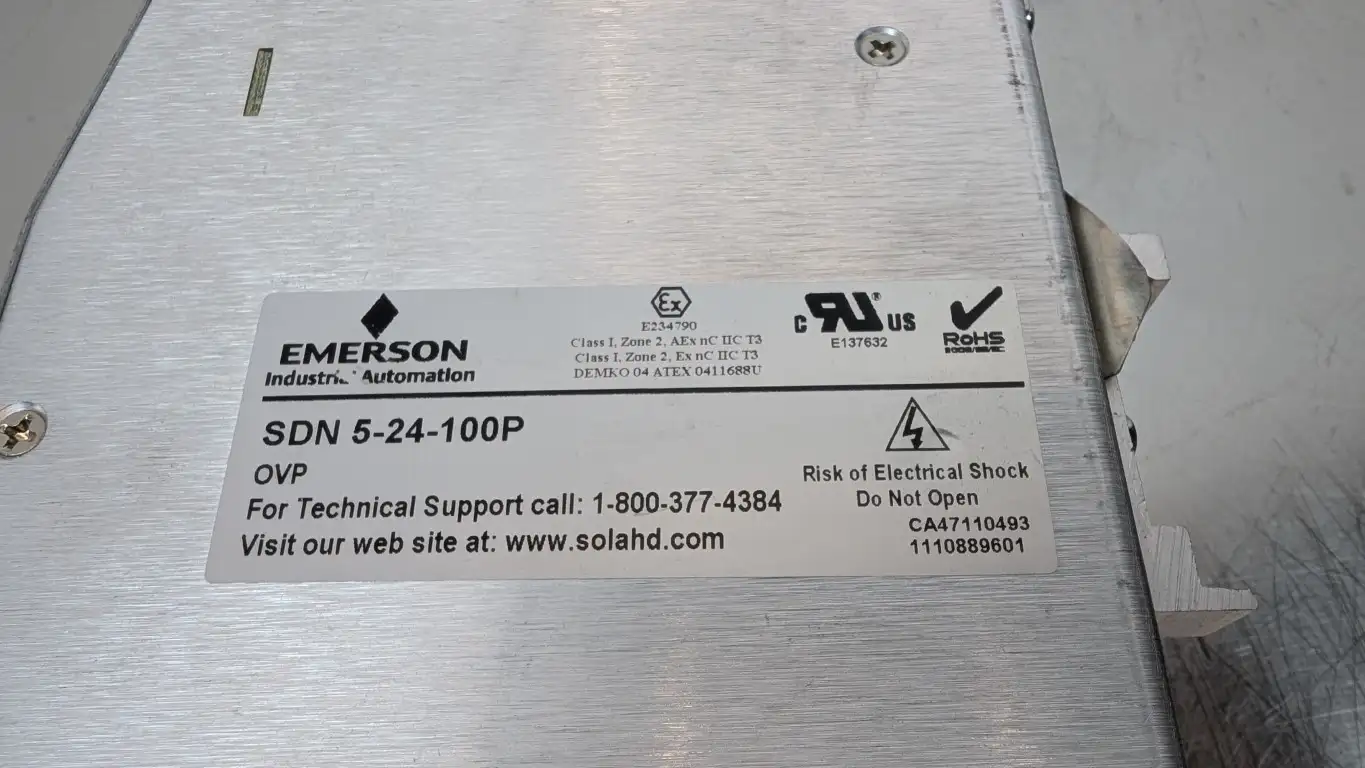 EMERSON
Automation
Ex
E234790
Class I, Zone 2, AEx nC IIC T3
Class I, Zone 2, Ex nC IIC T3
DEMKO 04 ATEX 0411688U
C RU ® US
E137632
RoHS
SDN 5-24-100P
OVP
For Technical Support call: 1-800-377-4384
Visit our web site at: www.solahd.com
Risk of Electrical Shock
Do Not Open
CA47110493
1110889601